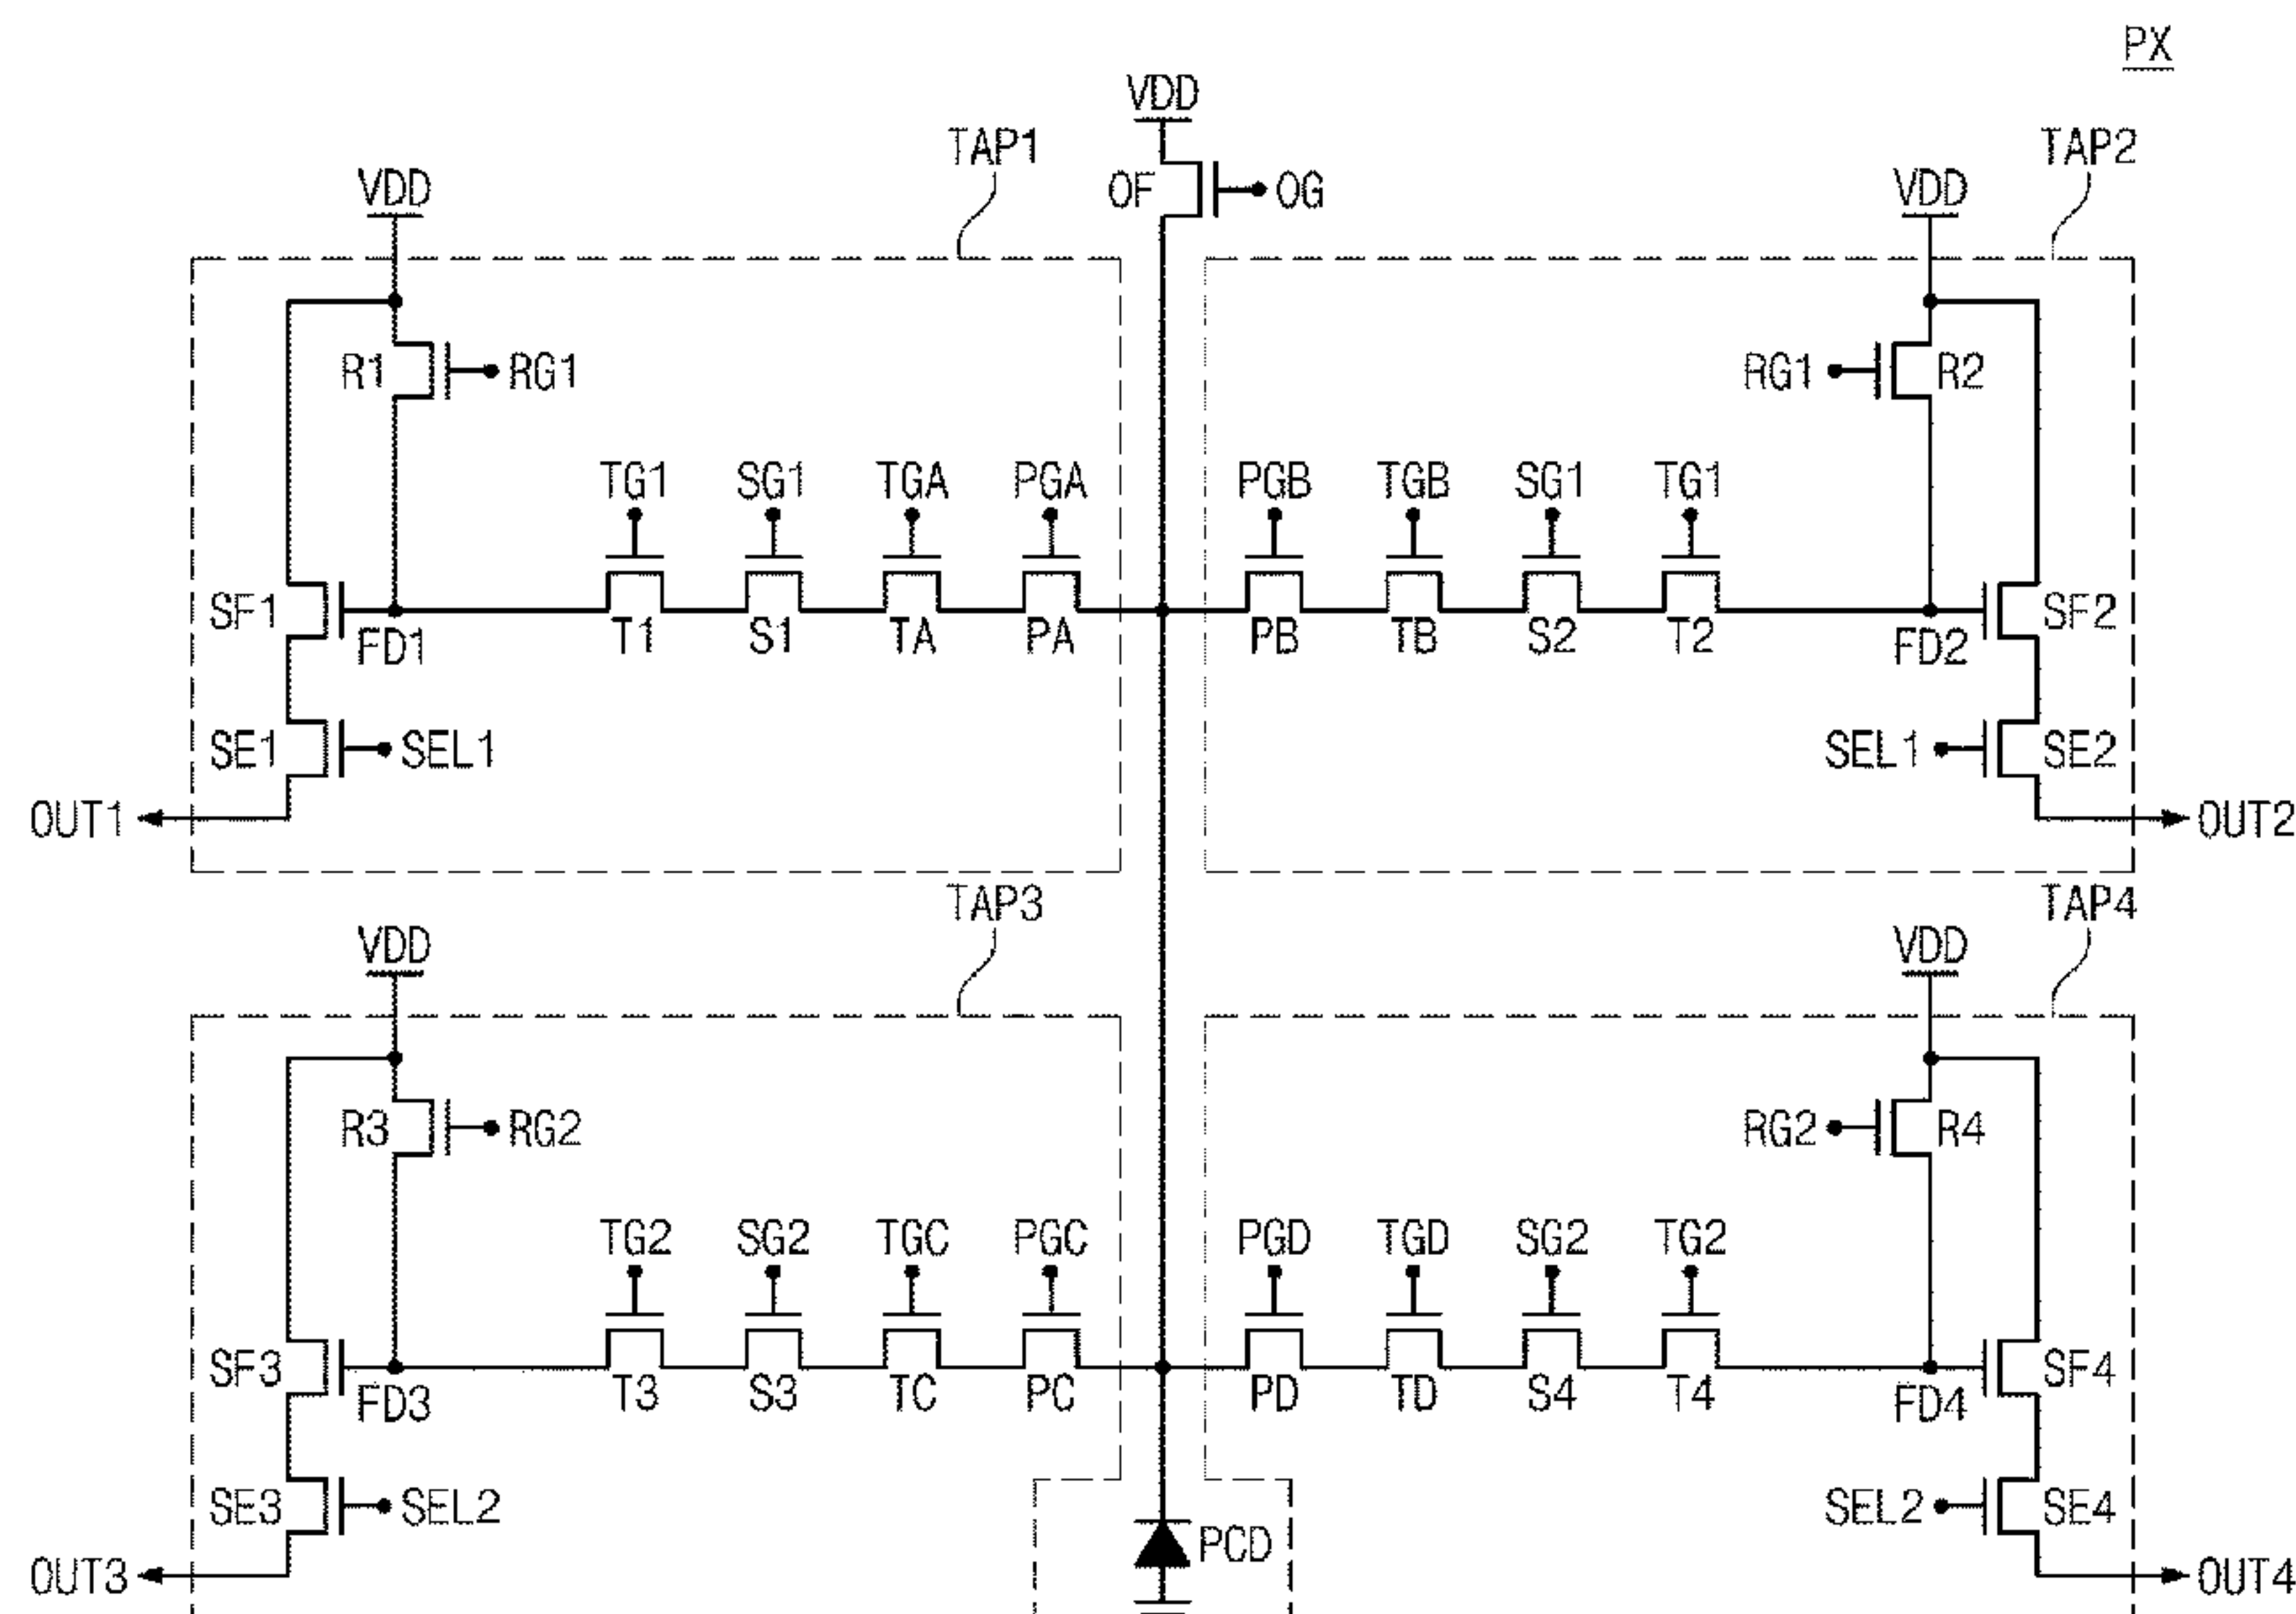 PX
VDD
TAP1
TAP2
VDD
OF
OG
VDD
R1
RG1
RG1
R2
TG1
SG1
TGA
PGA
PGB
TGB
SG1
TG1
SF1
FD1
T1
S1
TA
PA
PB
TB
S2
T2
FD2
SF2
SE1
SEL1
SEL1
SE2
OUT1
OUT2
TAP3
TAP4
VDD
VDD
R3
RG2
RG2
R4
TG2
SG2
TGC
PGC
PGD
TGD
SG2
TG2
SF3
FD3
T3
S3
TC
PC
PD
TD
S4
T4
FD4
SF4
SE3
SEL2
PCD
SEL2
SE4
OUT3
OUT4